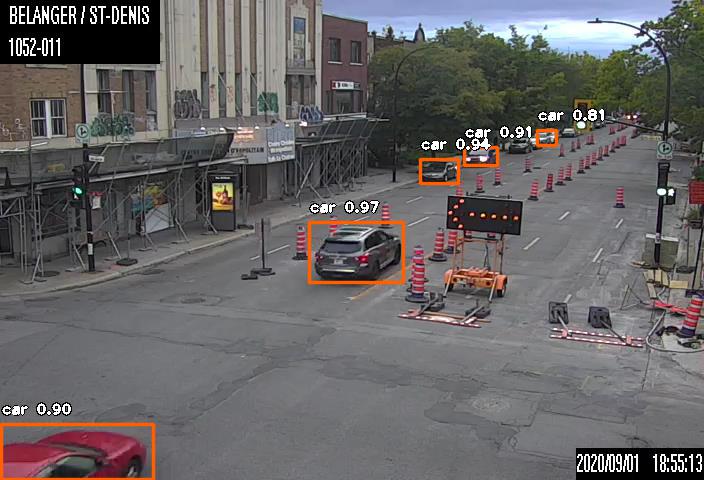 BELANGER / ST-DENIS
1052-011
car 0.81
car 0.91
car 0.94
car 0.97
car 0.90
2020/09/01 18:55:13